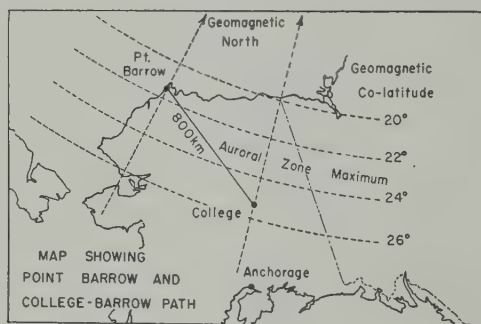 Geomagnetic
North
Pt.
Barrow
Geomagnetic
Co-latitude
20°
800km
22°
Auroral Zone Maximum
24°
College
26°
MAP SHOWING
POINT BARROW AND
COLLEGE-BARROW PATH
Anchorage